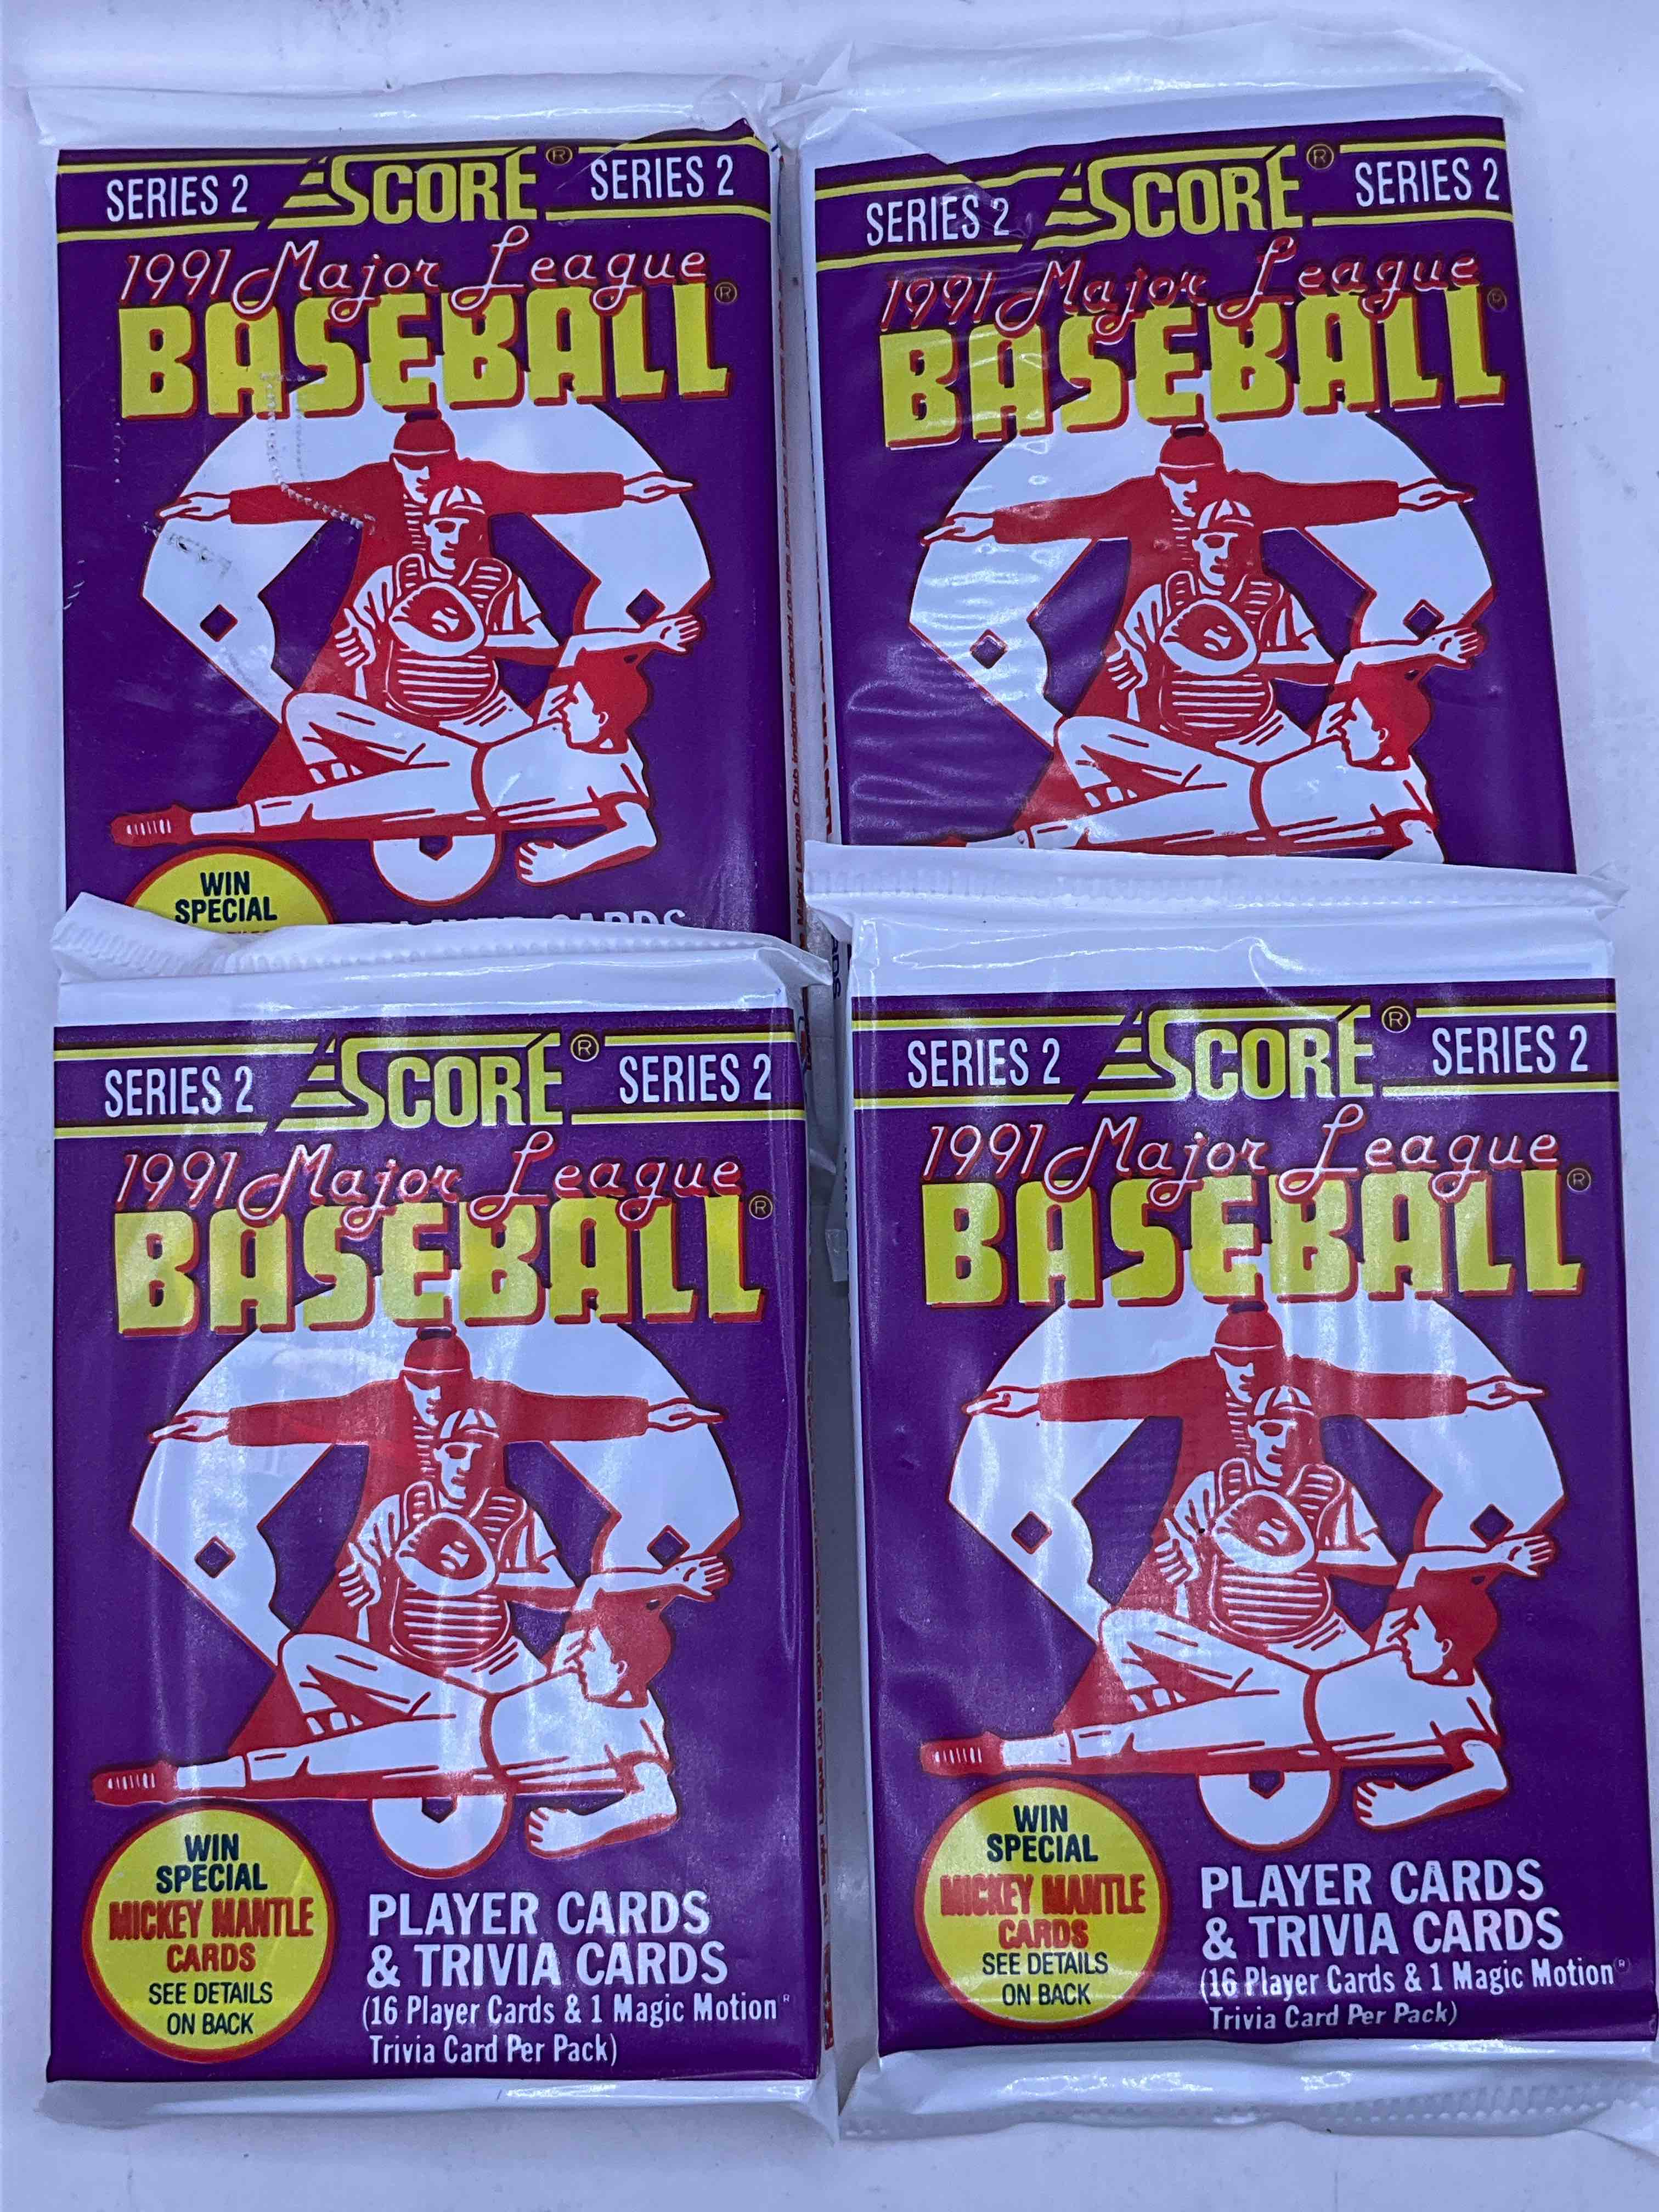 SERIES 2 SCORE® SERIES 2
1991 Major League
BASEBALL®
WIN
SPECIAL
SERIES 2 SCORE® SERIES 2
1991 Major League
BASEBALL®
SERIES 2 SCORE® SERIES 2
1991 Major League
BASEBALL®
WIN
SPECIAL
MICKEY MANTLE
CARDS
SEE DETAILS
ON BACK
PLAYER CARDS
& TRIVIA CARDS
(16 Player Cards & 1 Magic Motion®
Trivia Card Per Pack)
SERIES 2 SCORE® SERIES 2
1991 Major League
BASEBALL®
WIN
SPECIAL
MICKEY MANTLE
CARDS
SEE DETAILS
ON BACK
PLAYER CARDS
& TRIVIA CARDS
(16 Player Cards & 1 Magic Motion®
Trivia Card Per Pack)